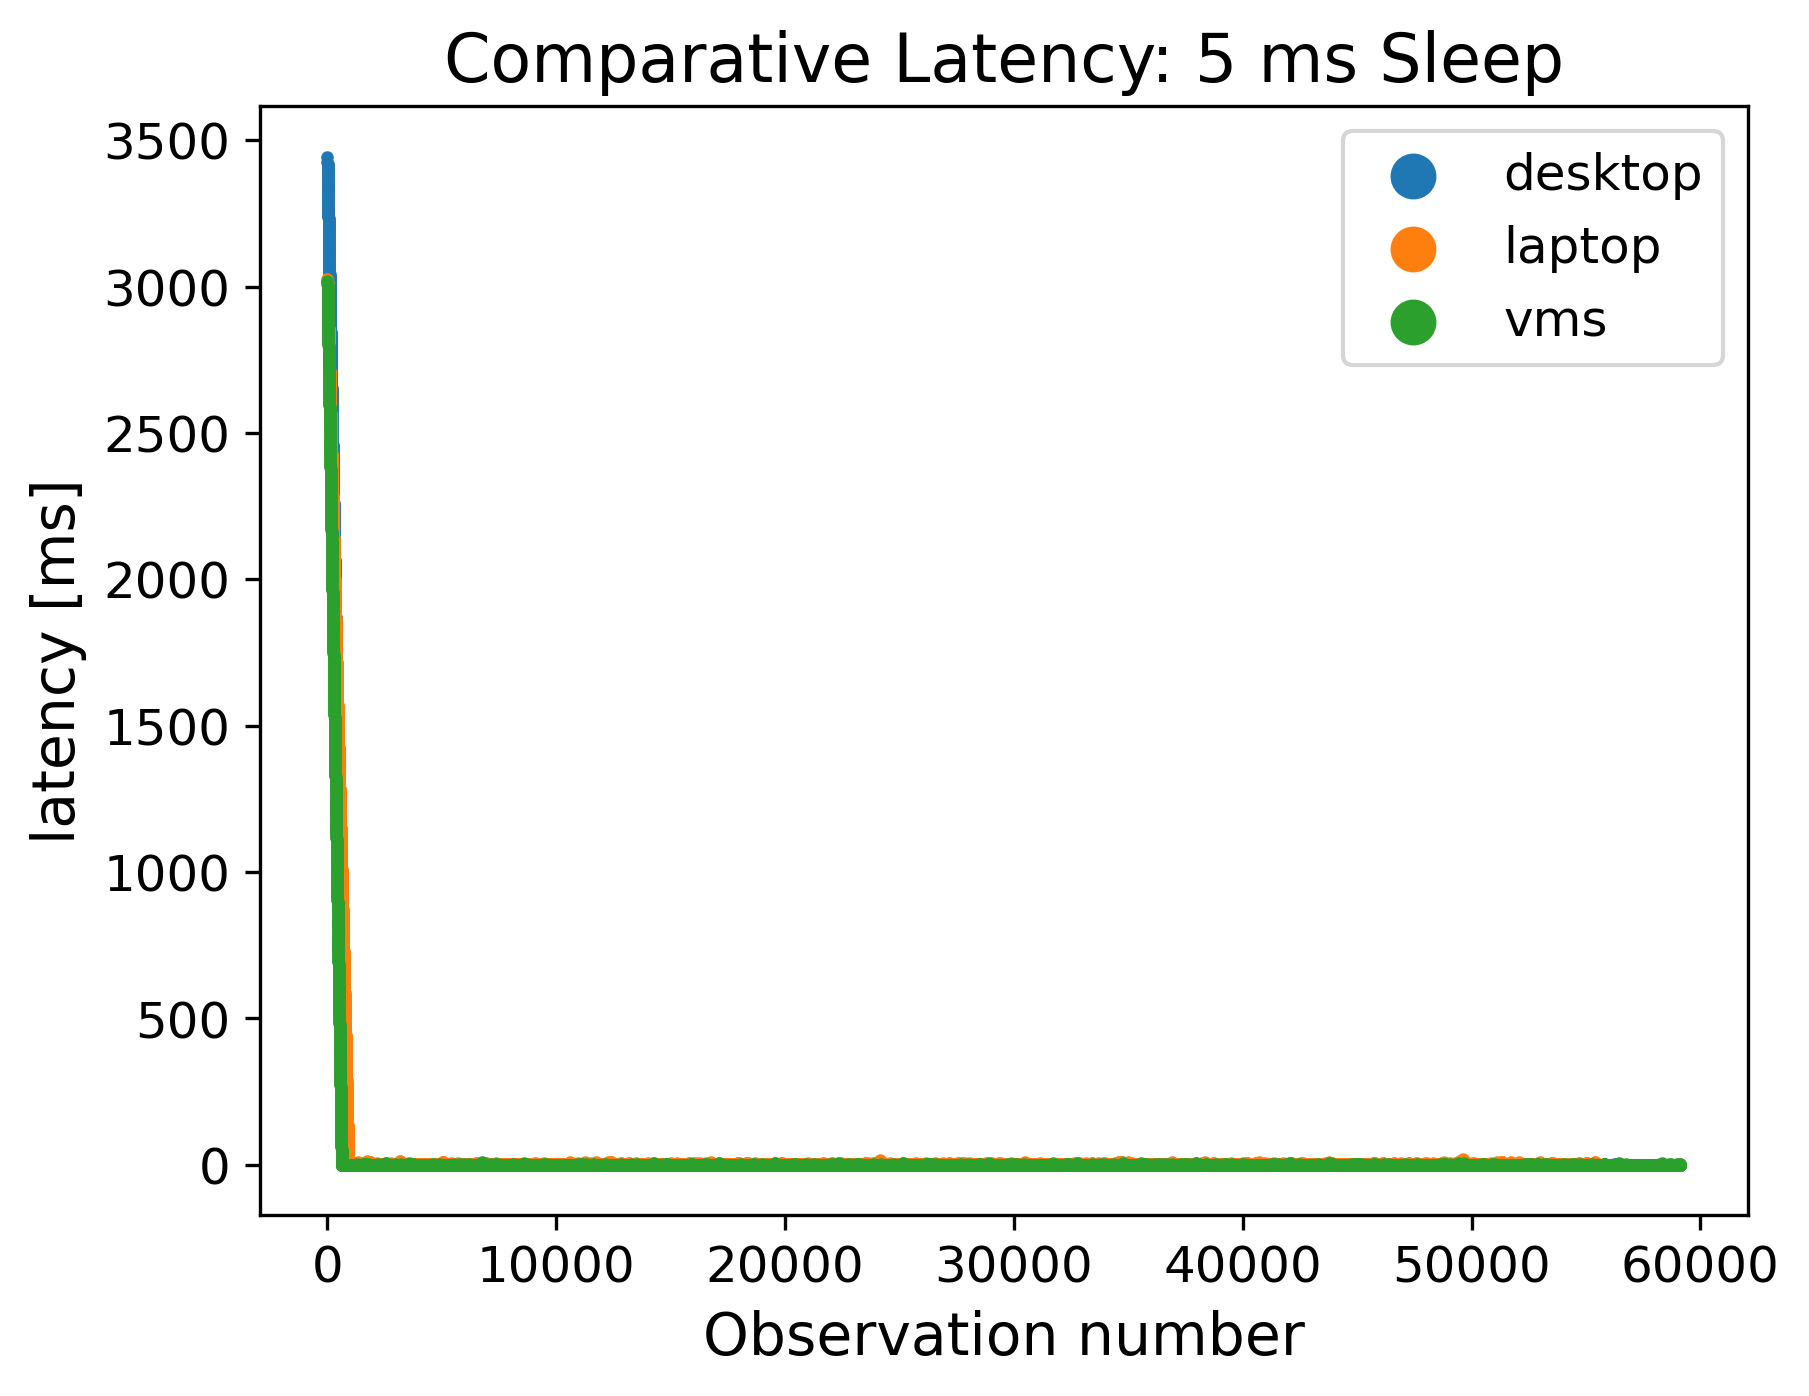 Comparative Latency: 5 ms Sleep
3500
3000
2500
2000
1500
1000
500
0
latency [ms]
desktop
laptop
vms
0 10000 20000 30000 40000 50000 60000
Observation number